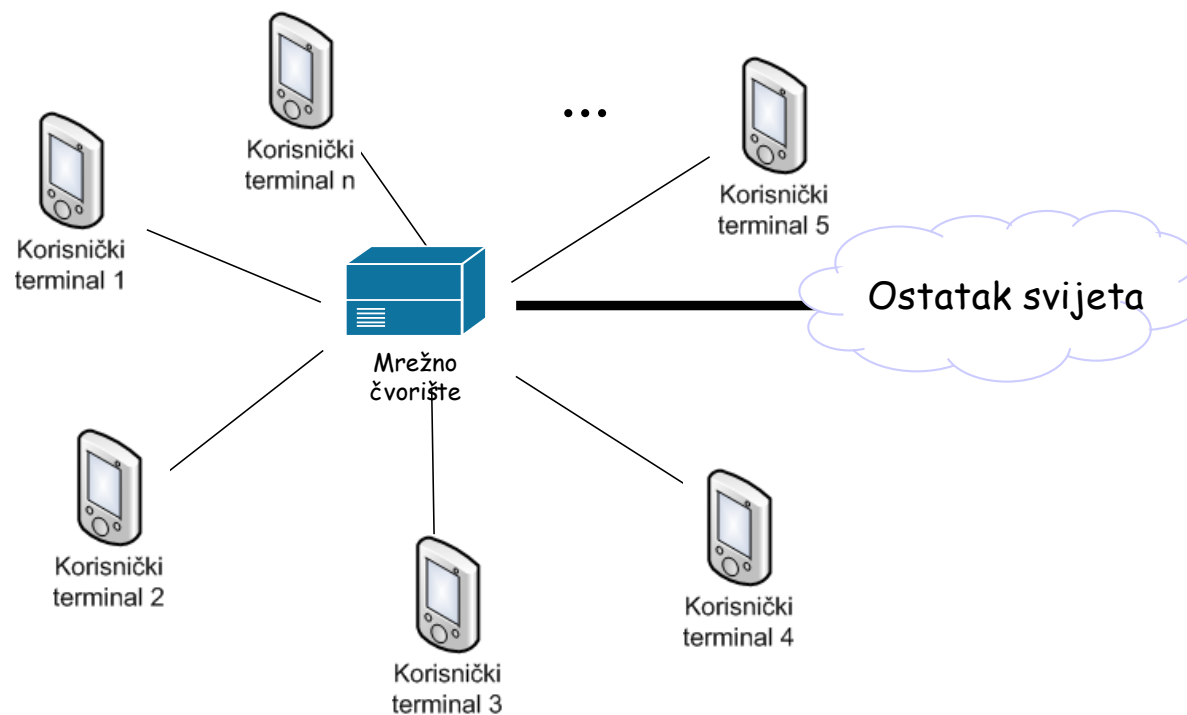 Korisnički
terminal n
...
Korisnički
terminal 1
Korisnički
terminal 5
Ostatak svijeta
Mrežno
čvorište
Korisnički
terminal 2
Korisnički
terminal 3
Korisnički
terminal 4